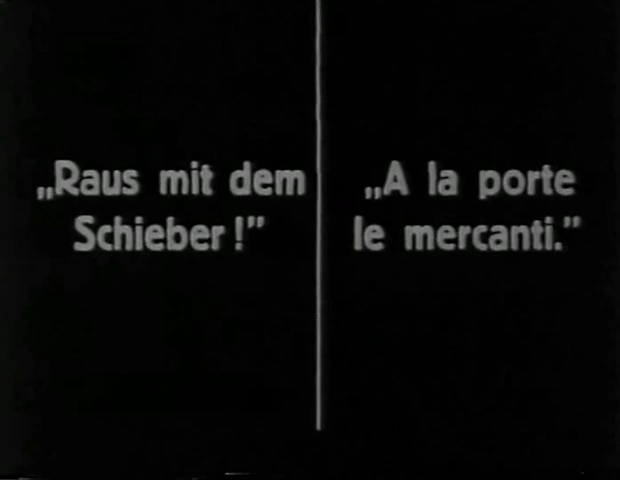 „Raus mit dem
Schieber!”
„A la porte
le mercanti.”